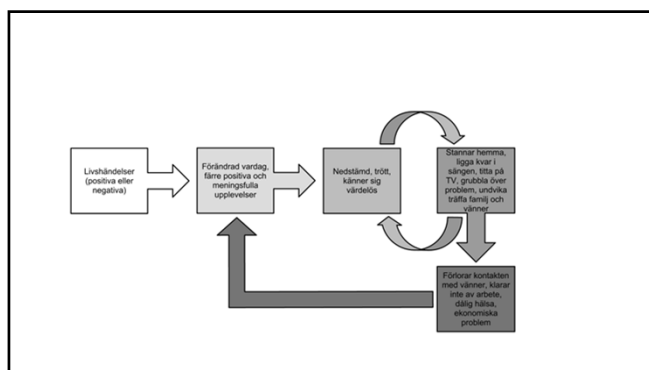 Livshändelser
(positiva eller
negativa)
Förändrad vardag,
färre positiva och
meningsfulla
upplevelser
Nedstämd, trött,
känner sig
värdelös
Stannar hemma,
ligga kvar i
sängen, titta på
TV, grubbla över
problem, undvika
träffa familj och
vänner
Förlorar kontakten
med vänner, klarar
inte av arbete,
dålig hälsa,
ekonomiska
problem